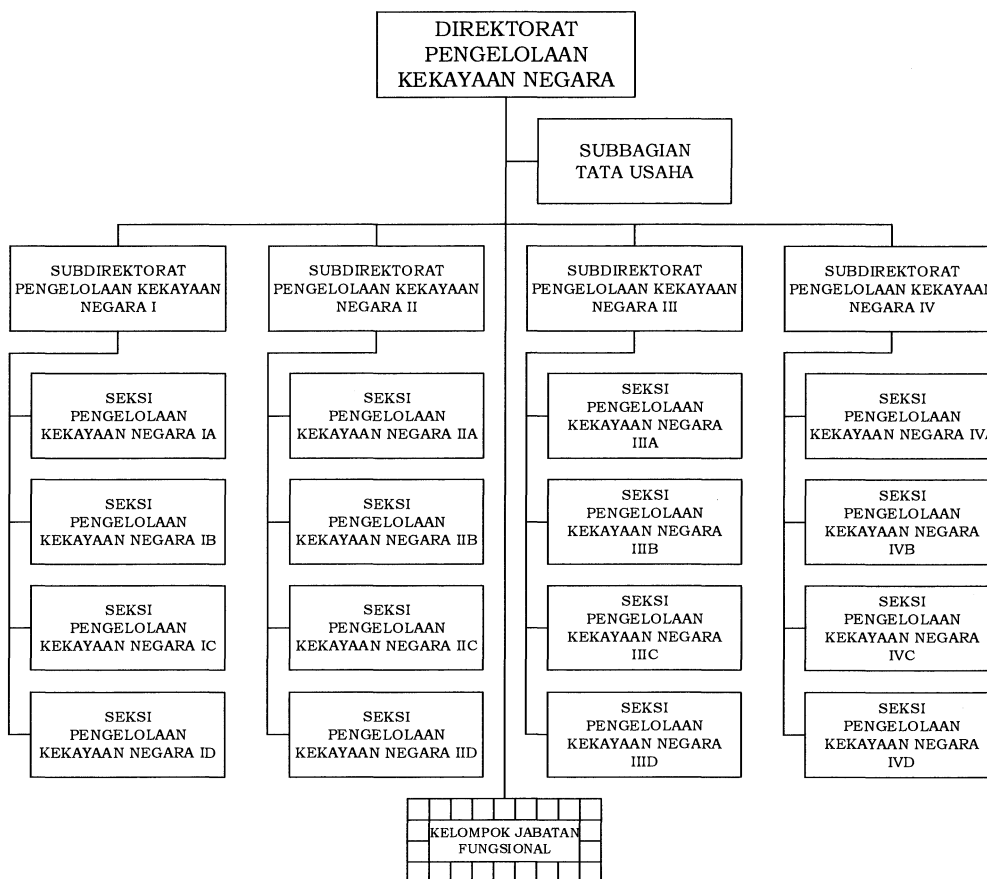 DIREKTORAT
PENGELOLAAN
KEKAYAAN NEGARA
SUBBAGIAN
TATA USAHA
SUBDIREKTORAT
PENGELOLAAN KEKAYAAN
NEGARA I
SUBDIREKTORAT
PENGELOLAAN KEKAYAAN
NEGARA II
SUBDIREKTORAT
PENGELOLAAN KEKAYAAN
NEGARA III
SUBDIREKTORAT
PENGELOLAAN KEKAYAAN
NEGARA IV
SEKSI
PENGELOLAAN
KEKAYAAN NEGARA IA
SEKSI
PENGELOLAAN
KEKAYAAN NEGARA IIA
SEKSI
PENGELOLAAN
KEKAYAAN NEGARA
IIIA
SEKSI
PENGELOLAAN
KEKAYAAN NEGARA IVA
SEKSI
PENGELOLAAN
KEKAYAAN NEGARA IB
SEKSI
PENGELOLAAN
KEKAYAAN NEGARA IIB
SEKSI
PENGELOLAAN
KEKAYAAN NEGARA
IIIB
SEKSI
PENGELOLAAN
KEKAYAAN NEGARA
IVB
SEKSI
PENGELOLAAN
KEKAYAAN NEGARA IC
SEKSI
PENGELOLAAN
KEKAYAAN NEGARA IIC
SEKSI
PENGELOLAAN
KEKAYAAN NEGARA
IIIC
SEKSI
PENGELOLAAN
KEKAYAAN NEGARA
IVC
SEKSI
PENGELOLAAN
KEKAYAAN NEGARA ID
SEKSI
PENGELOLAAN
KEKAYAAN NEGARA IID
SEKSI
PENGELOLAAN
KEKAYAAN NEGARA
IIID
SEKSI
PENGELOLAAN
KEKAYAAN NEGARA
IVD
KELOMPOK JABATAN
FUNGSIONAL